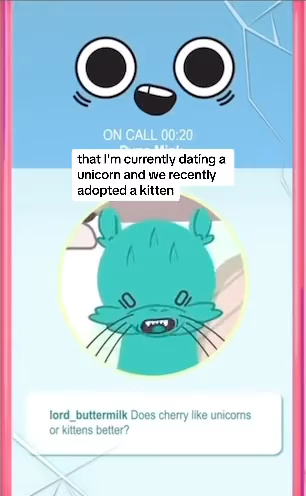 ON CALL 00:20
that I'm currently dating a
unicorn and we recently
adopted a kitten
lord_buttermilk Does cherry like unicorns
or kittens better?